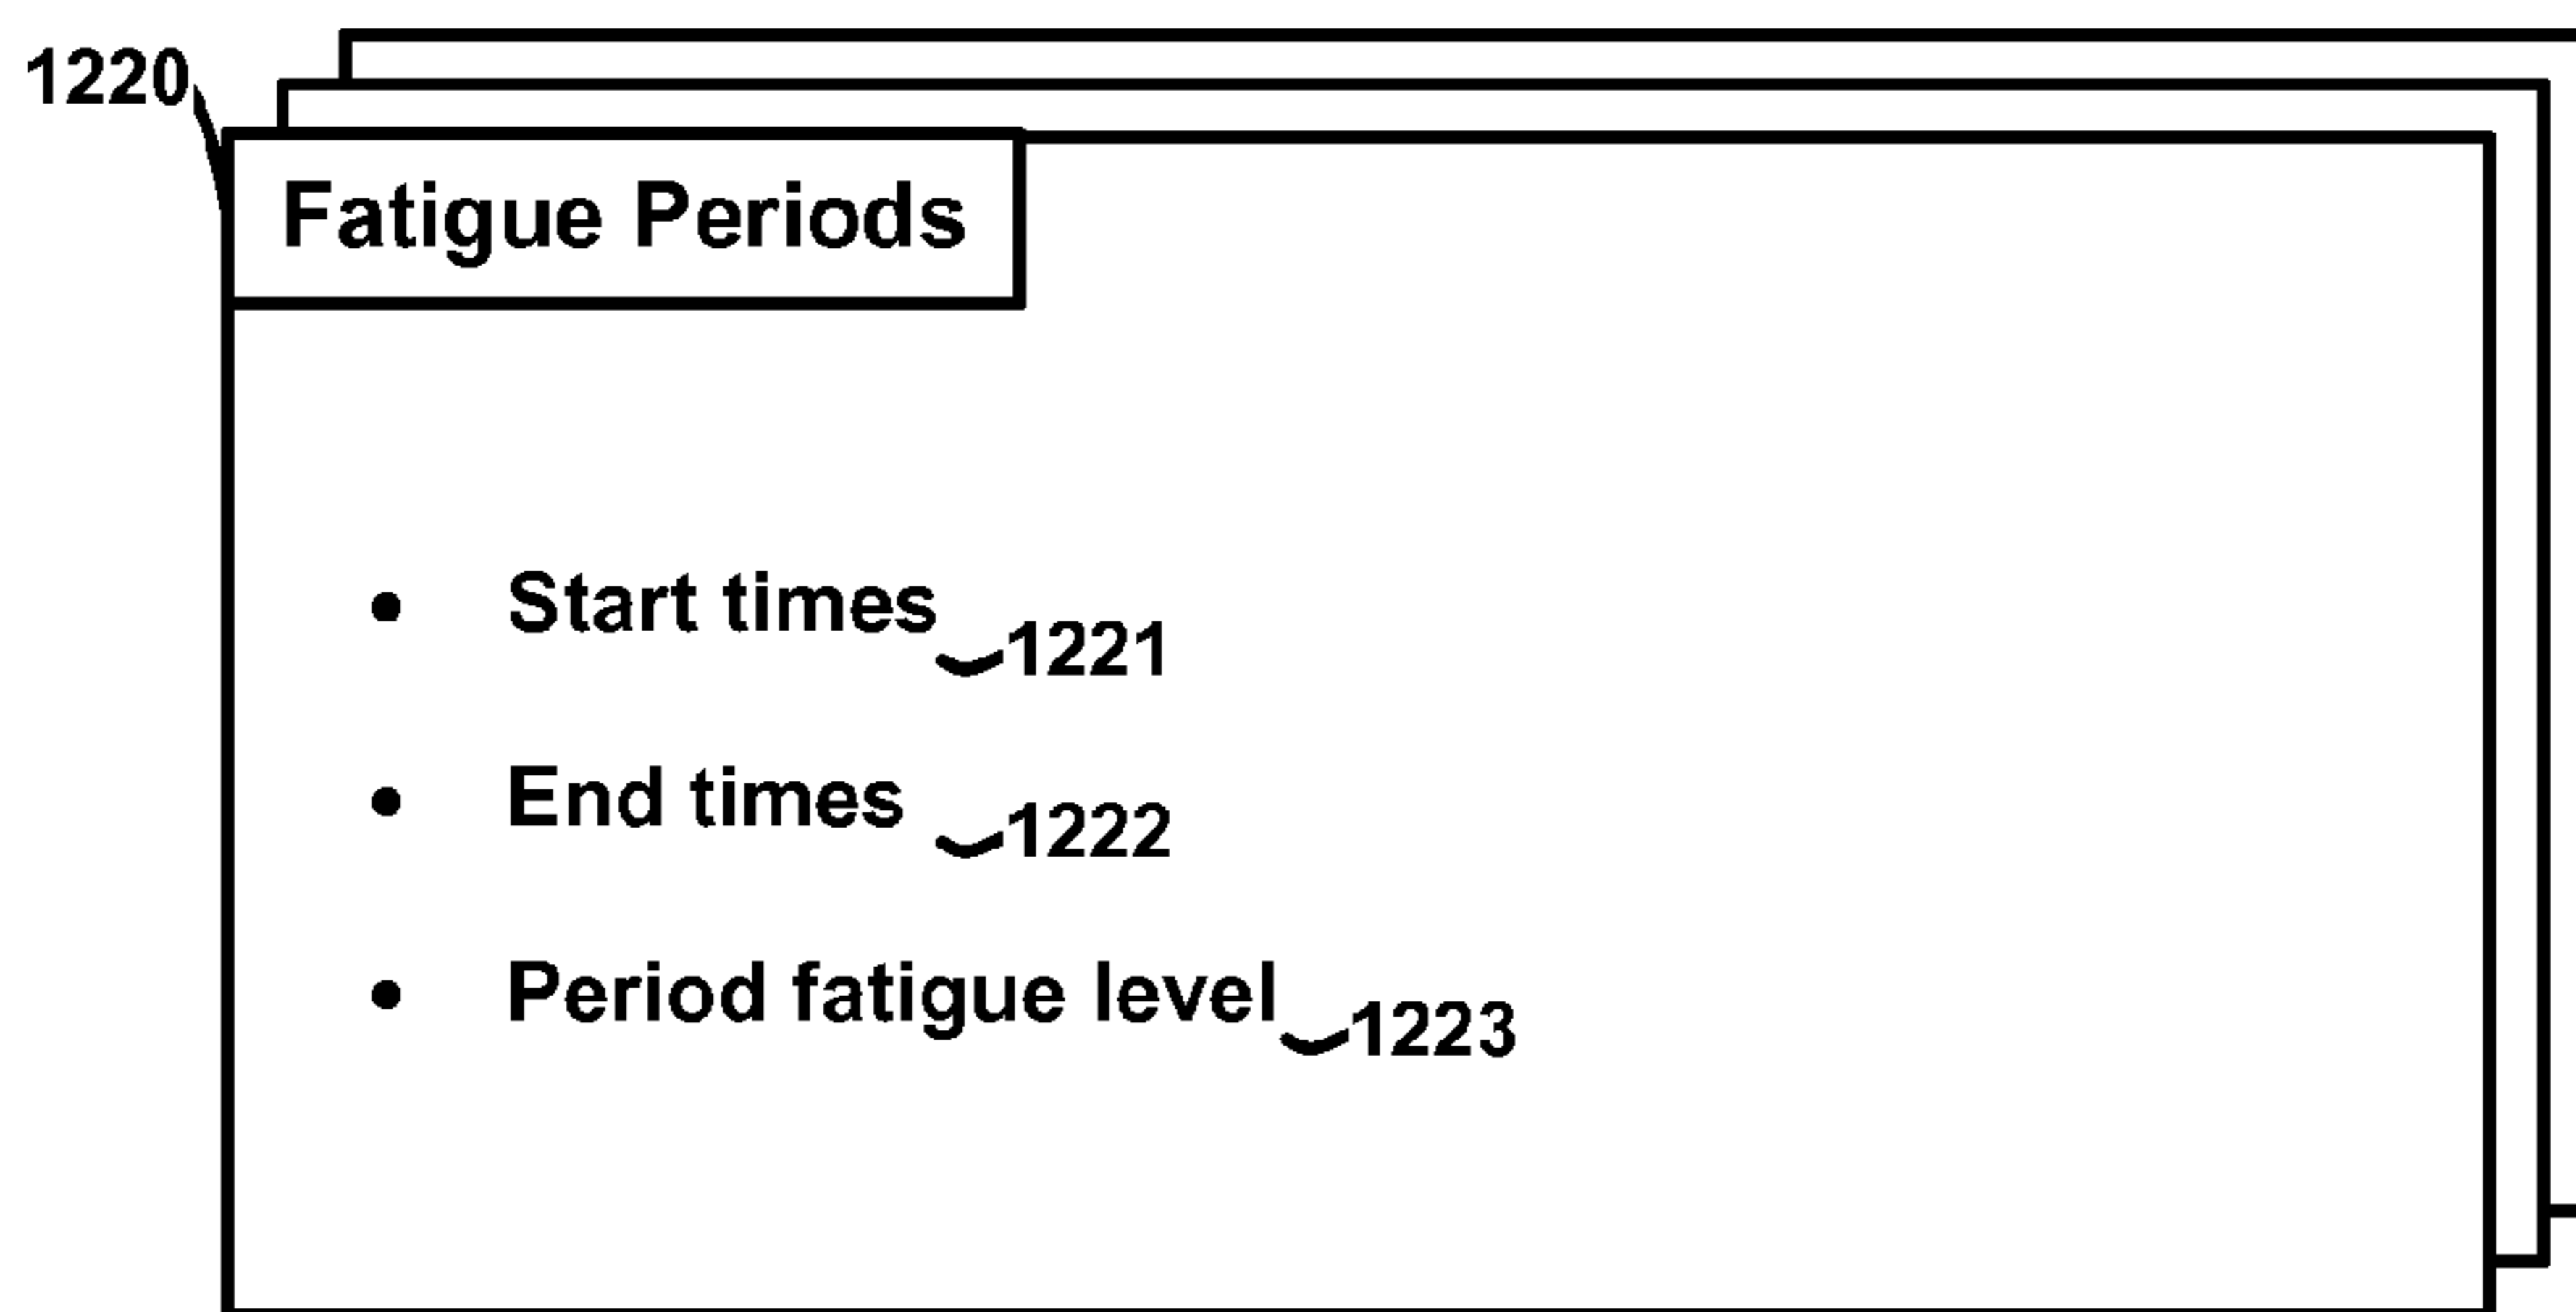 1220
Fatigue Periods
• Start times 1221
• End times 1222
• Period fatigue level 1223